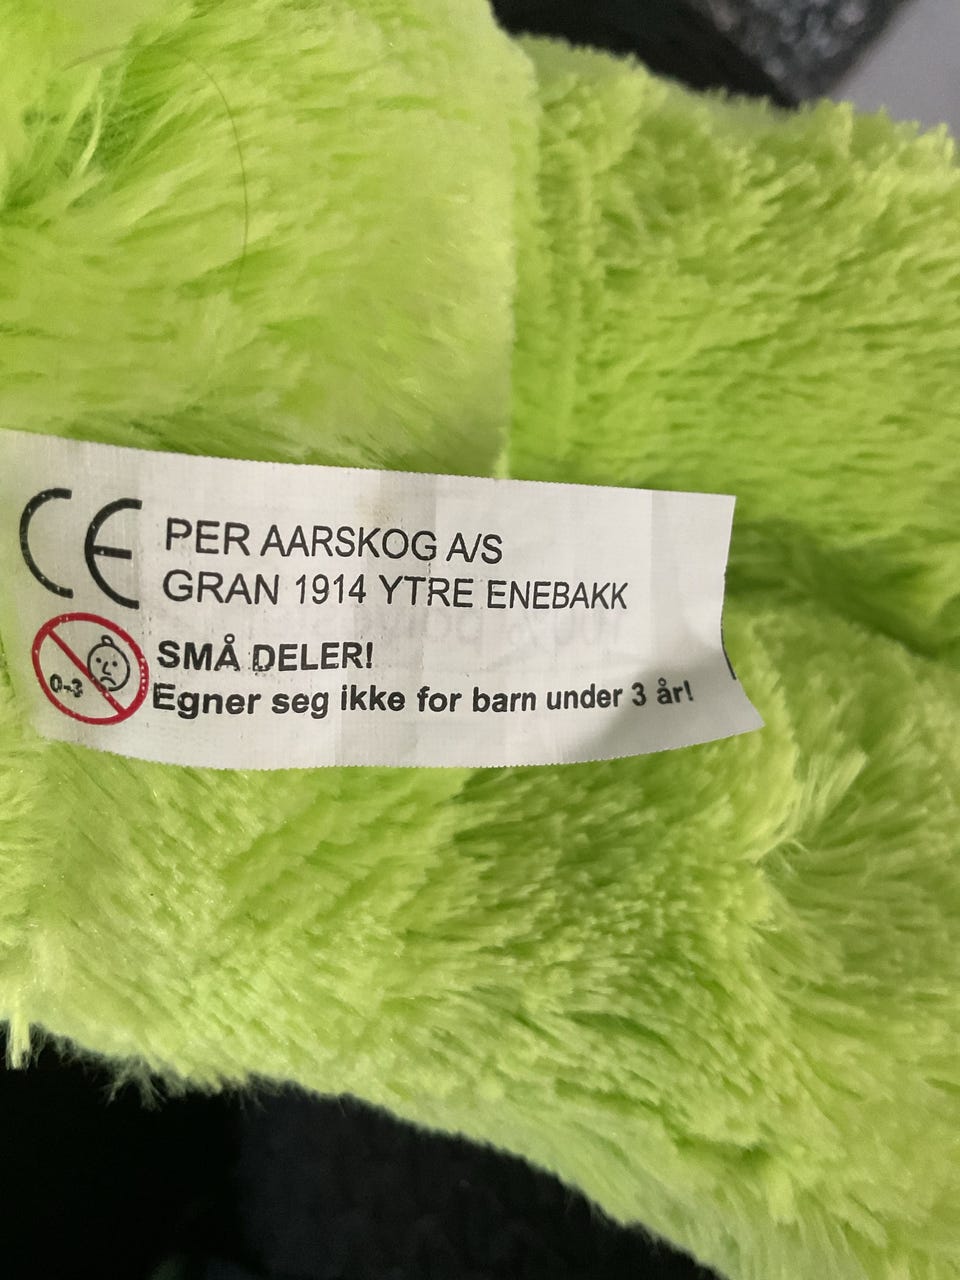 CE
PER AARSKOG A/S
GRAN 1914 YTRE ENEBAKK
SMÅ DELER!
0-3
Egner seg ikke for barn under 3 år!